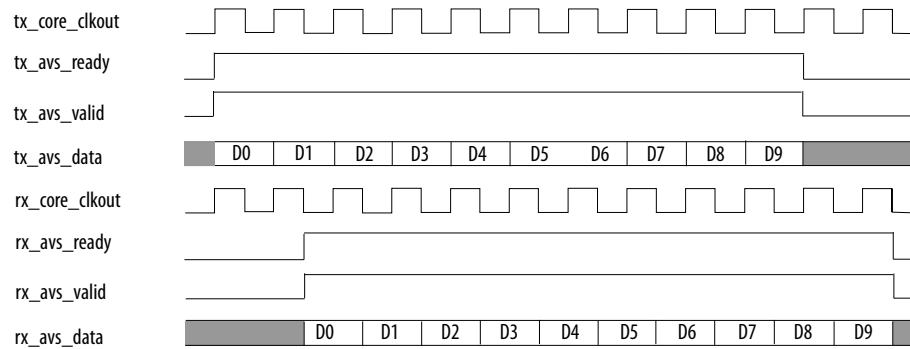 tx_core_clkout
tx_avs_ready
tx_avs_valid
tx_avs_data D0 D1 D2 D3 D4 D5 D6 D7 D8 D9
rx_core_clkout
rx_avs_ready
rx_avs_valid
rx_avs_data D0 D1 D2 D3 D4 D5 D6 D7 D8 D9